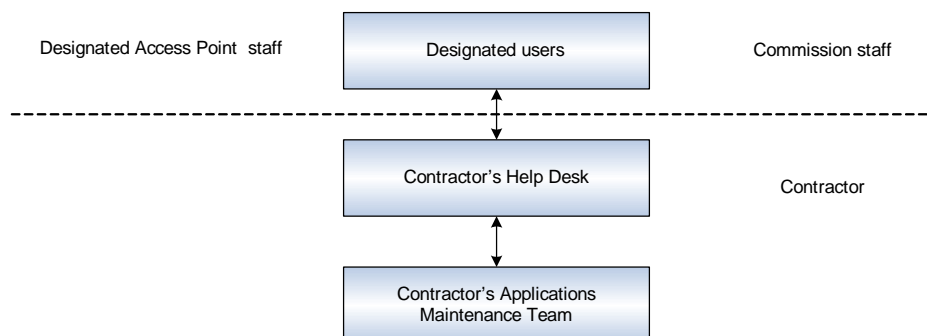 Designated Access Point staff
Designated users
Commission staff
Contractor's Help Desk
Contractor
Contractor's Applications
Maintenance Team